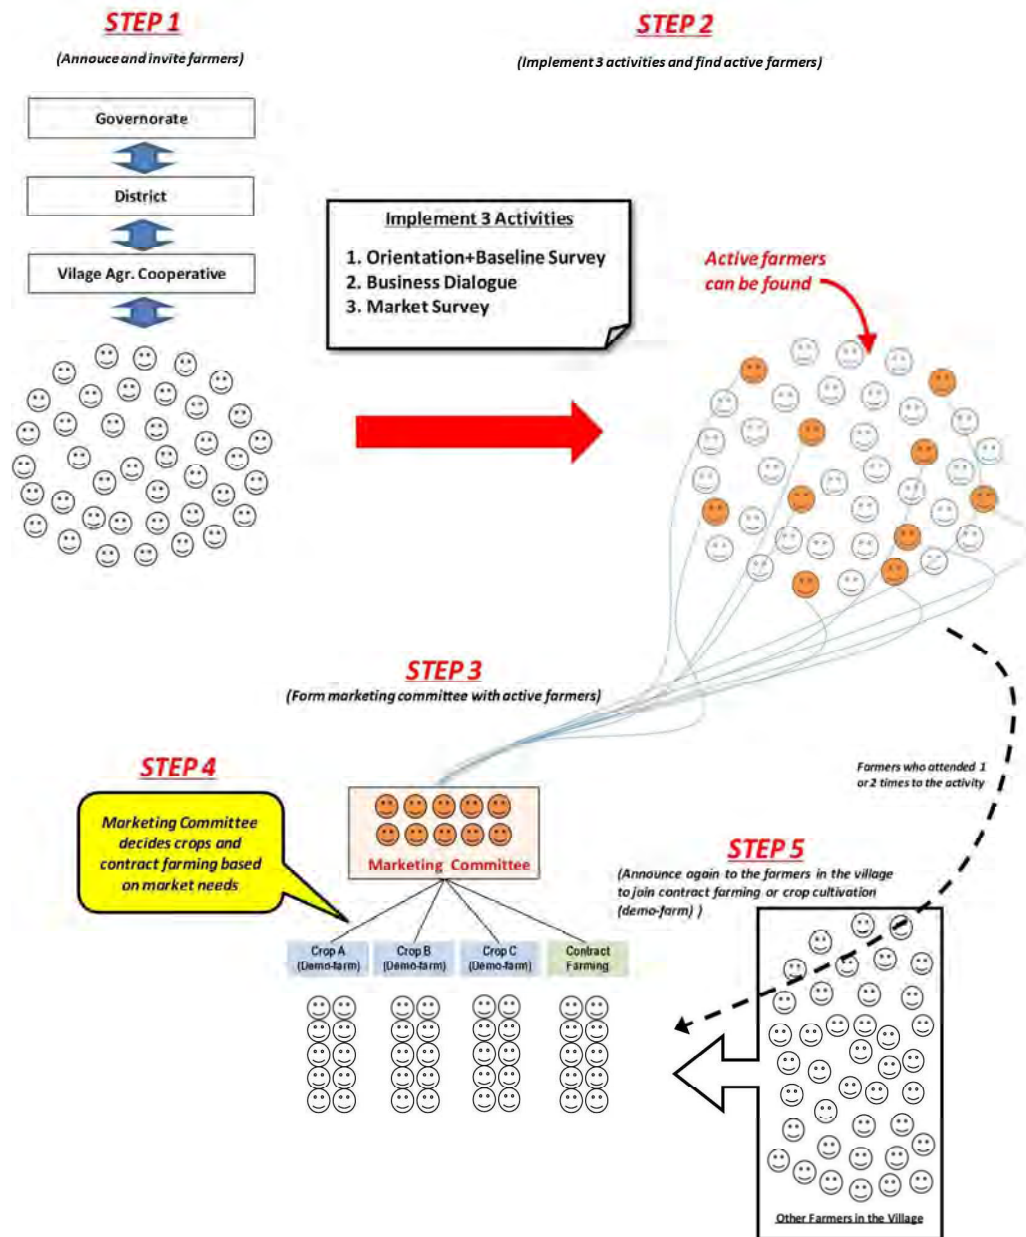 STEP 1
(Annouce and invite farmers)
Governorate
District
Vilage Agr. Cooperative
STEP 2
(Implement 3 activities and find active farmers)
Implement 3 Activities
1. Orientation+Baseline Survey
2. Business Dialogue
3. Market Survey
Active farmers
can be found
STEP 3
(Form marketing committee with active farmers)
Marketing Committee
STEP 4
Marketing Committee
decides crops and
contract farming based
on market needs
Crop A
(Demo-farm)
Crop B
(Demo-farm)
Crop C
(Demo-farm)
Contract
Farming
Farmers who attended 1
or 2 times to the activity
STEP 5
(Announce again to the farmers in the village
to join contract farming or crop cultivation
(demo-farm) )
Other Farmers in the Village